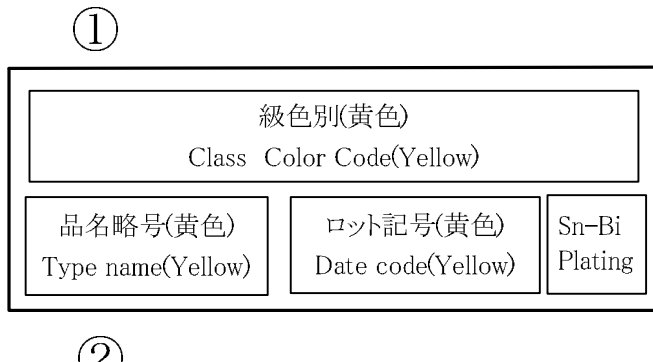 ①
級色別(黄色)
Class Color Code(Yellow)
品名略号(黄色)
Type name(Yellow)
ロット記号(黄色)
Date code(Yellow)
Sn-Bi
Plating
②